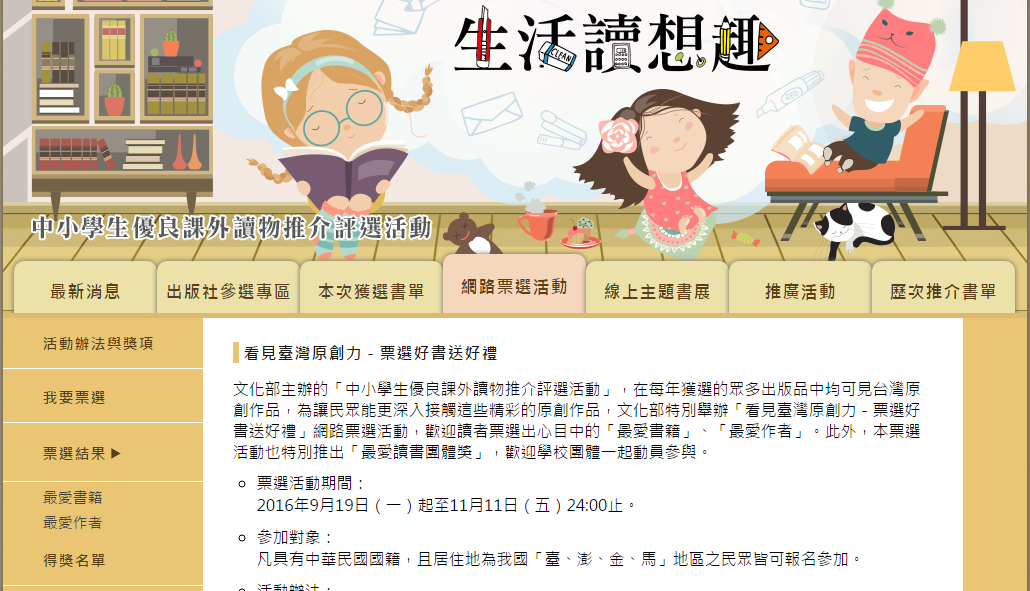 生活讀想趣
CLEAN
RED
中小學生優良課外讀物推介評選活動
最新消息
出版社參選專區
本次獲選書單
網路票選活動
線上主題書展
推廣活動
歷次推介書單
活動辦法與獎項
我要票選
票選結果▶
最愛書籍
最愛作者
得獎名單
看見臺灣原創力 - 票選好書送好禮
文化部主辦的「中小學生優良課外讀物推介評選活動」，在每年獲選的眾多出版品中均可見台灣原
創作品，為讓民眾能更深入接觸這些精彩的原創作品，文化部特別舉辦「看見臺灣原創力 - 票選好
書送好禮」網路票選活動，歡迎讀者票選出心目中的「最愛書籍」、「最愛作者」。此外，本票選
活動也特別推出「最愛讀書團體獎」，歡迎學校團體一起動員參與。
票選活動期間：
2016年9月19日（一）起至11月11日（五）24:00止。
參加對象：
凡具有中華民國國籍，且居住地為我國「臺、澎、金、馬」地區之民眾皆可報名參加。
活動辦法：